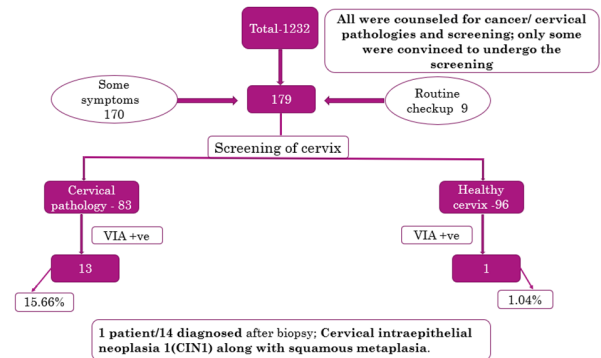 Total-1232
All were counseled for cancer/ cervical
pathologies and screening; only some
were convinced to undergo the
screening
Some
symptoms
170
179
Routine
checkup 9
Screening of cervix
Cervical
pathology - 83
Healthy
cervix -96
VIA +ve
VIA +ve
13
1
15.66%
1.04%
1 patient/14 diagnosed after biopsy; Cervical intraepithelial
neoplasia 1(CIN1) along with squamous metaplasia.